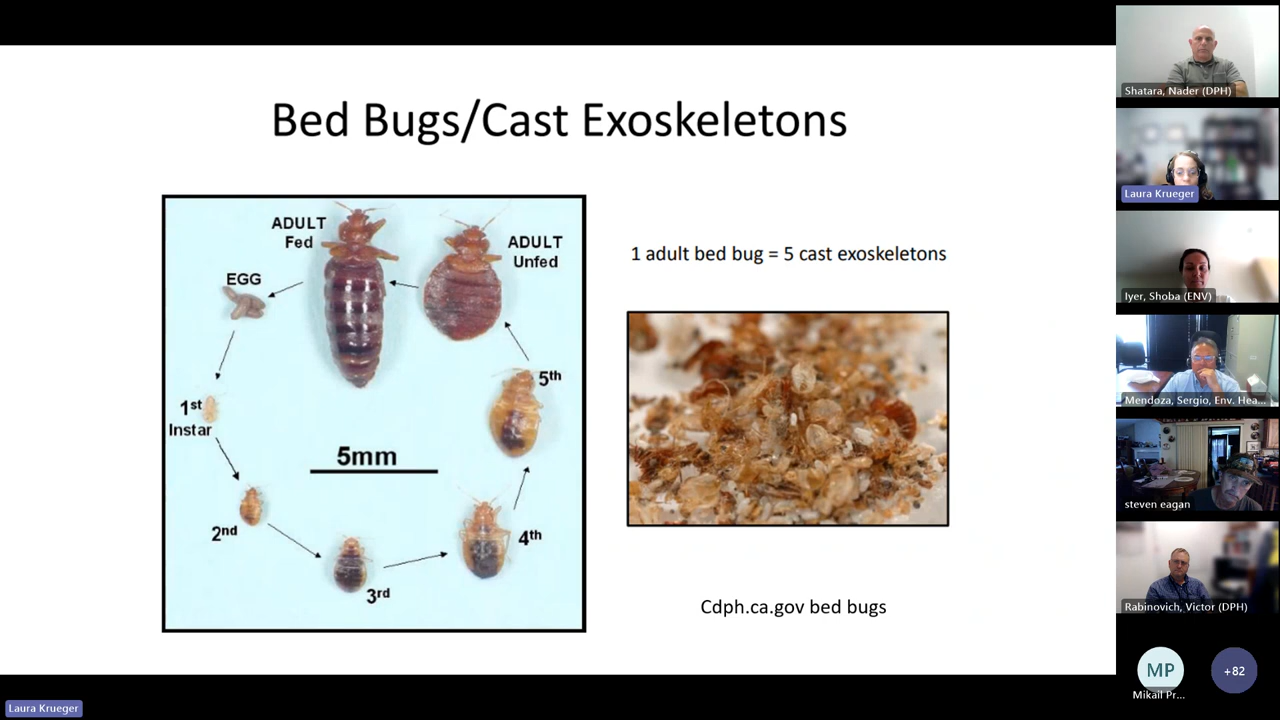 Bed Bugs/Cast Exoskeletons
ADULT
Fed
ADULT
Unfed
EGG
1st
Instar
2nd
3rd
4th
5th
5mm
1 adult bed bug = 5 cast exoskeletons
Cdph.ca.gov bed bugs
Laura Krueger
Shatara, Nader (DPH)
Laura Krueger
Iyer, Shoba (ENV)
Mendoza, Sergio, Env. Hea...
steven eagan
Rabinovich, Victor (DPH)
MP
Mikail Pr...
+82